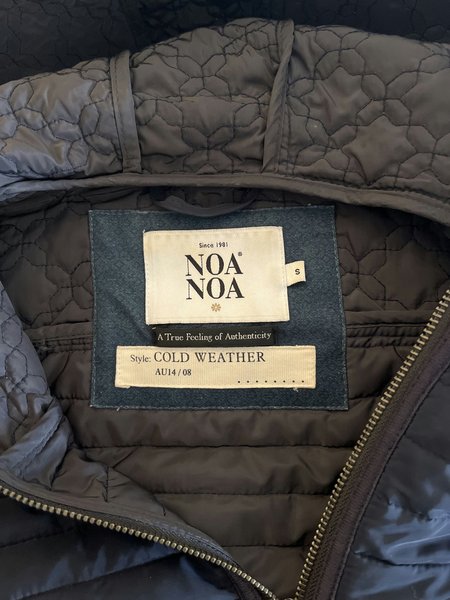 Since 1981
NOA®
NOA
S
A True Feeling of Authenticity
Style: COLD WEATHER
AU14/08